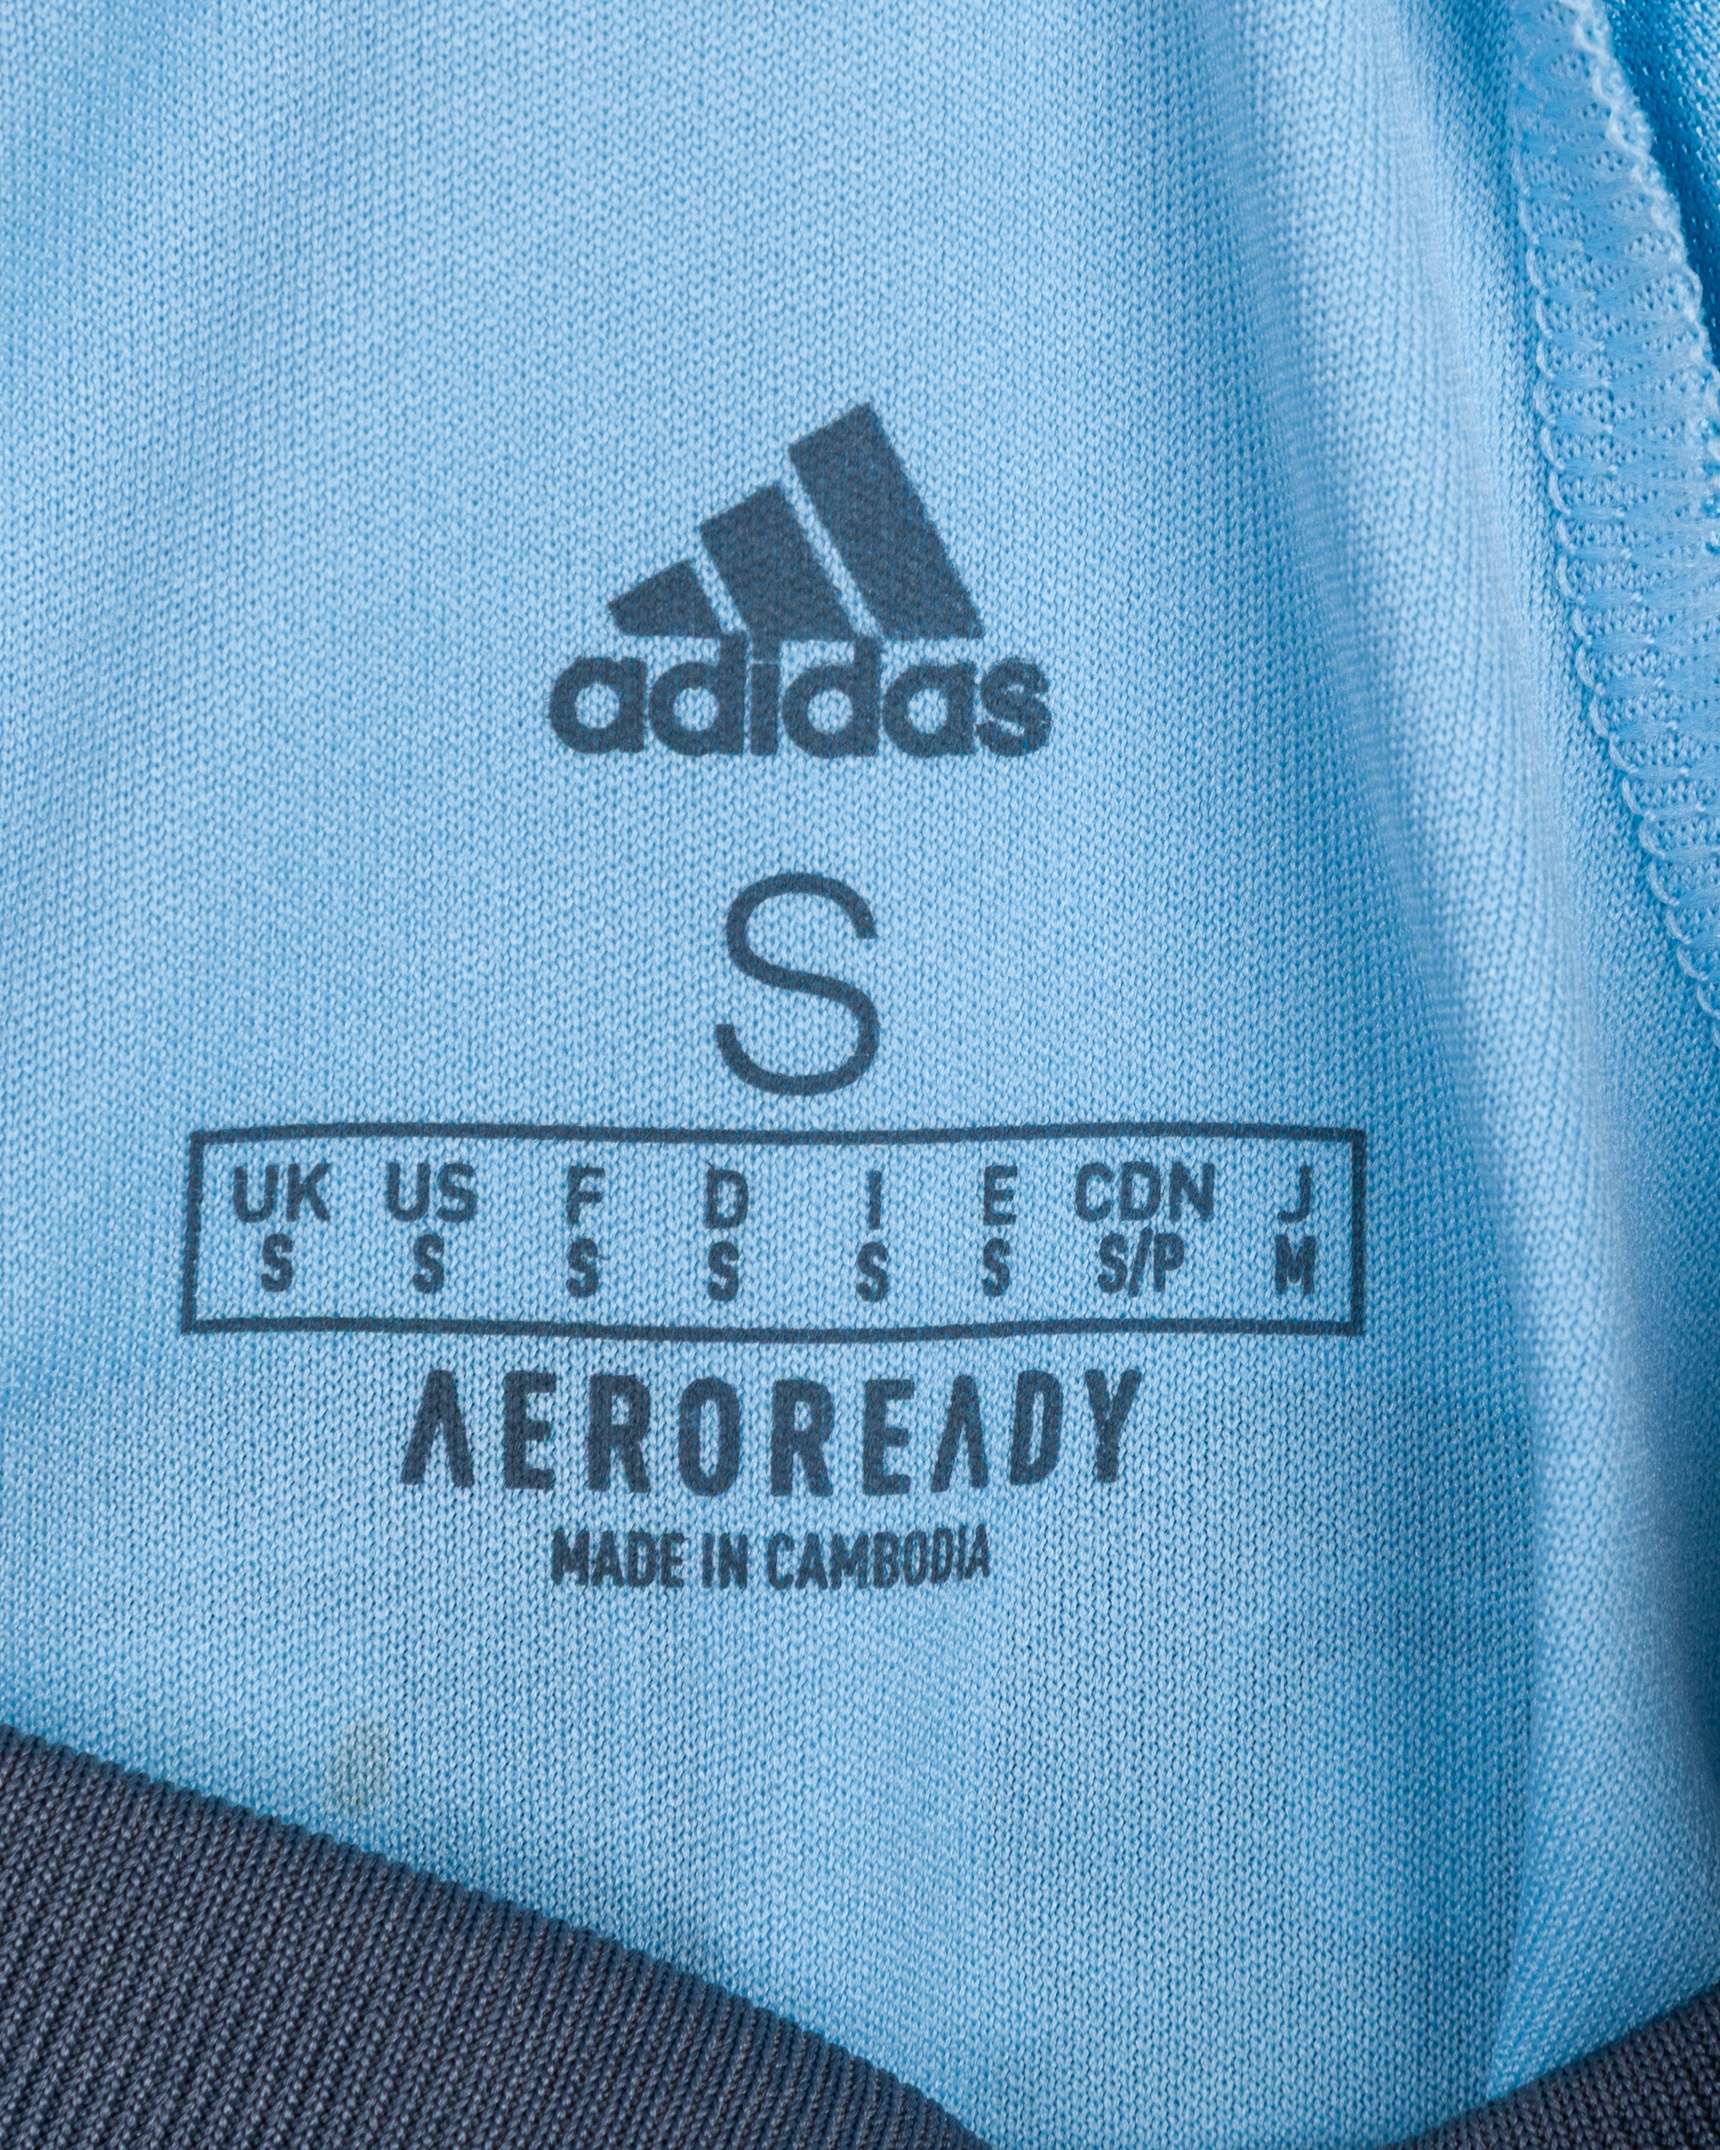 adidas
S
UK US F D I E CDN J
S S S S S S S/P M
AEROREADY
MADE IN CAMBODIA